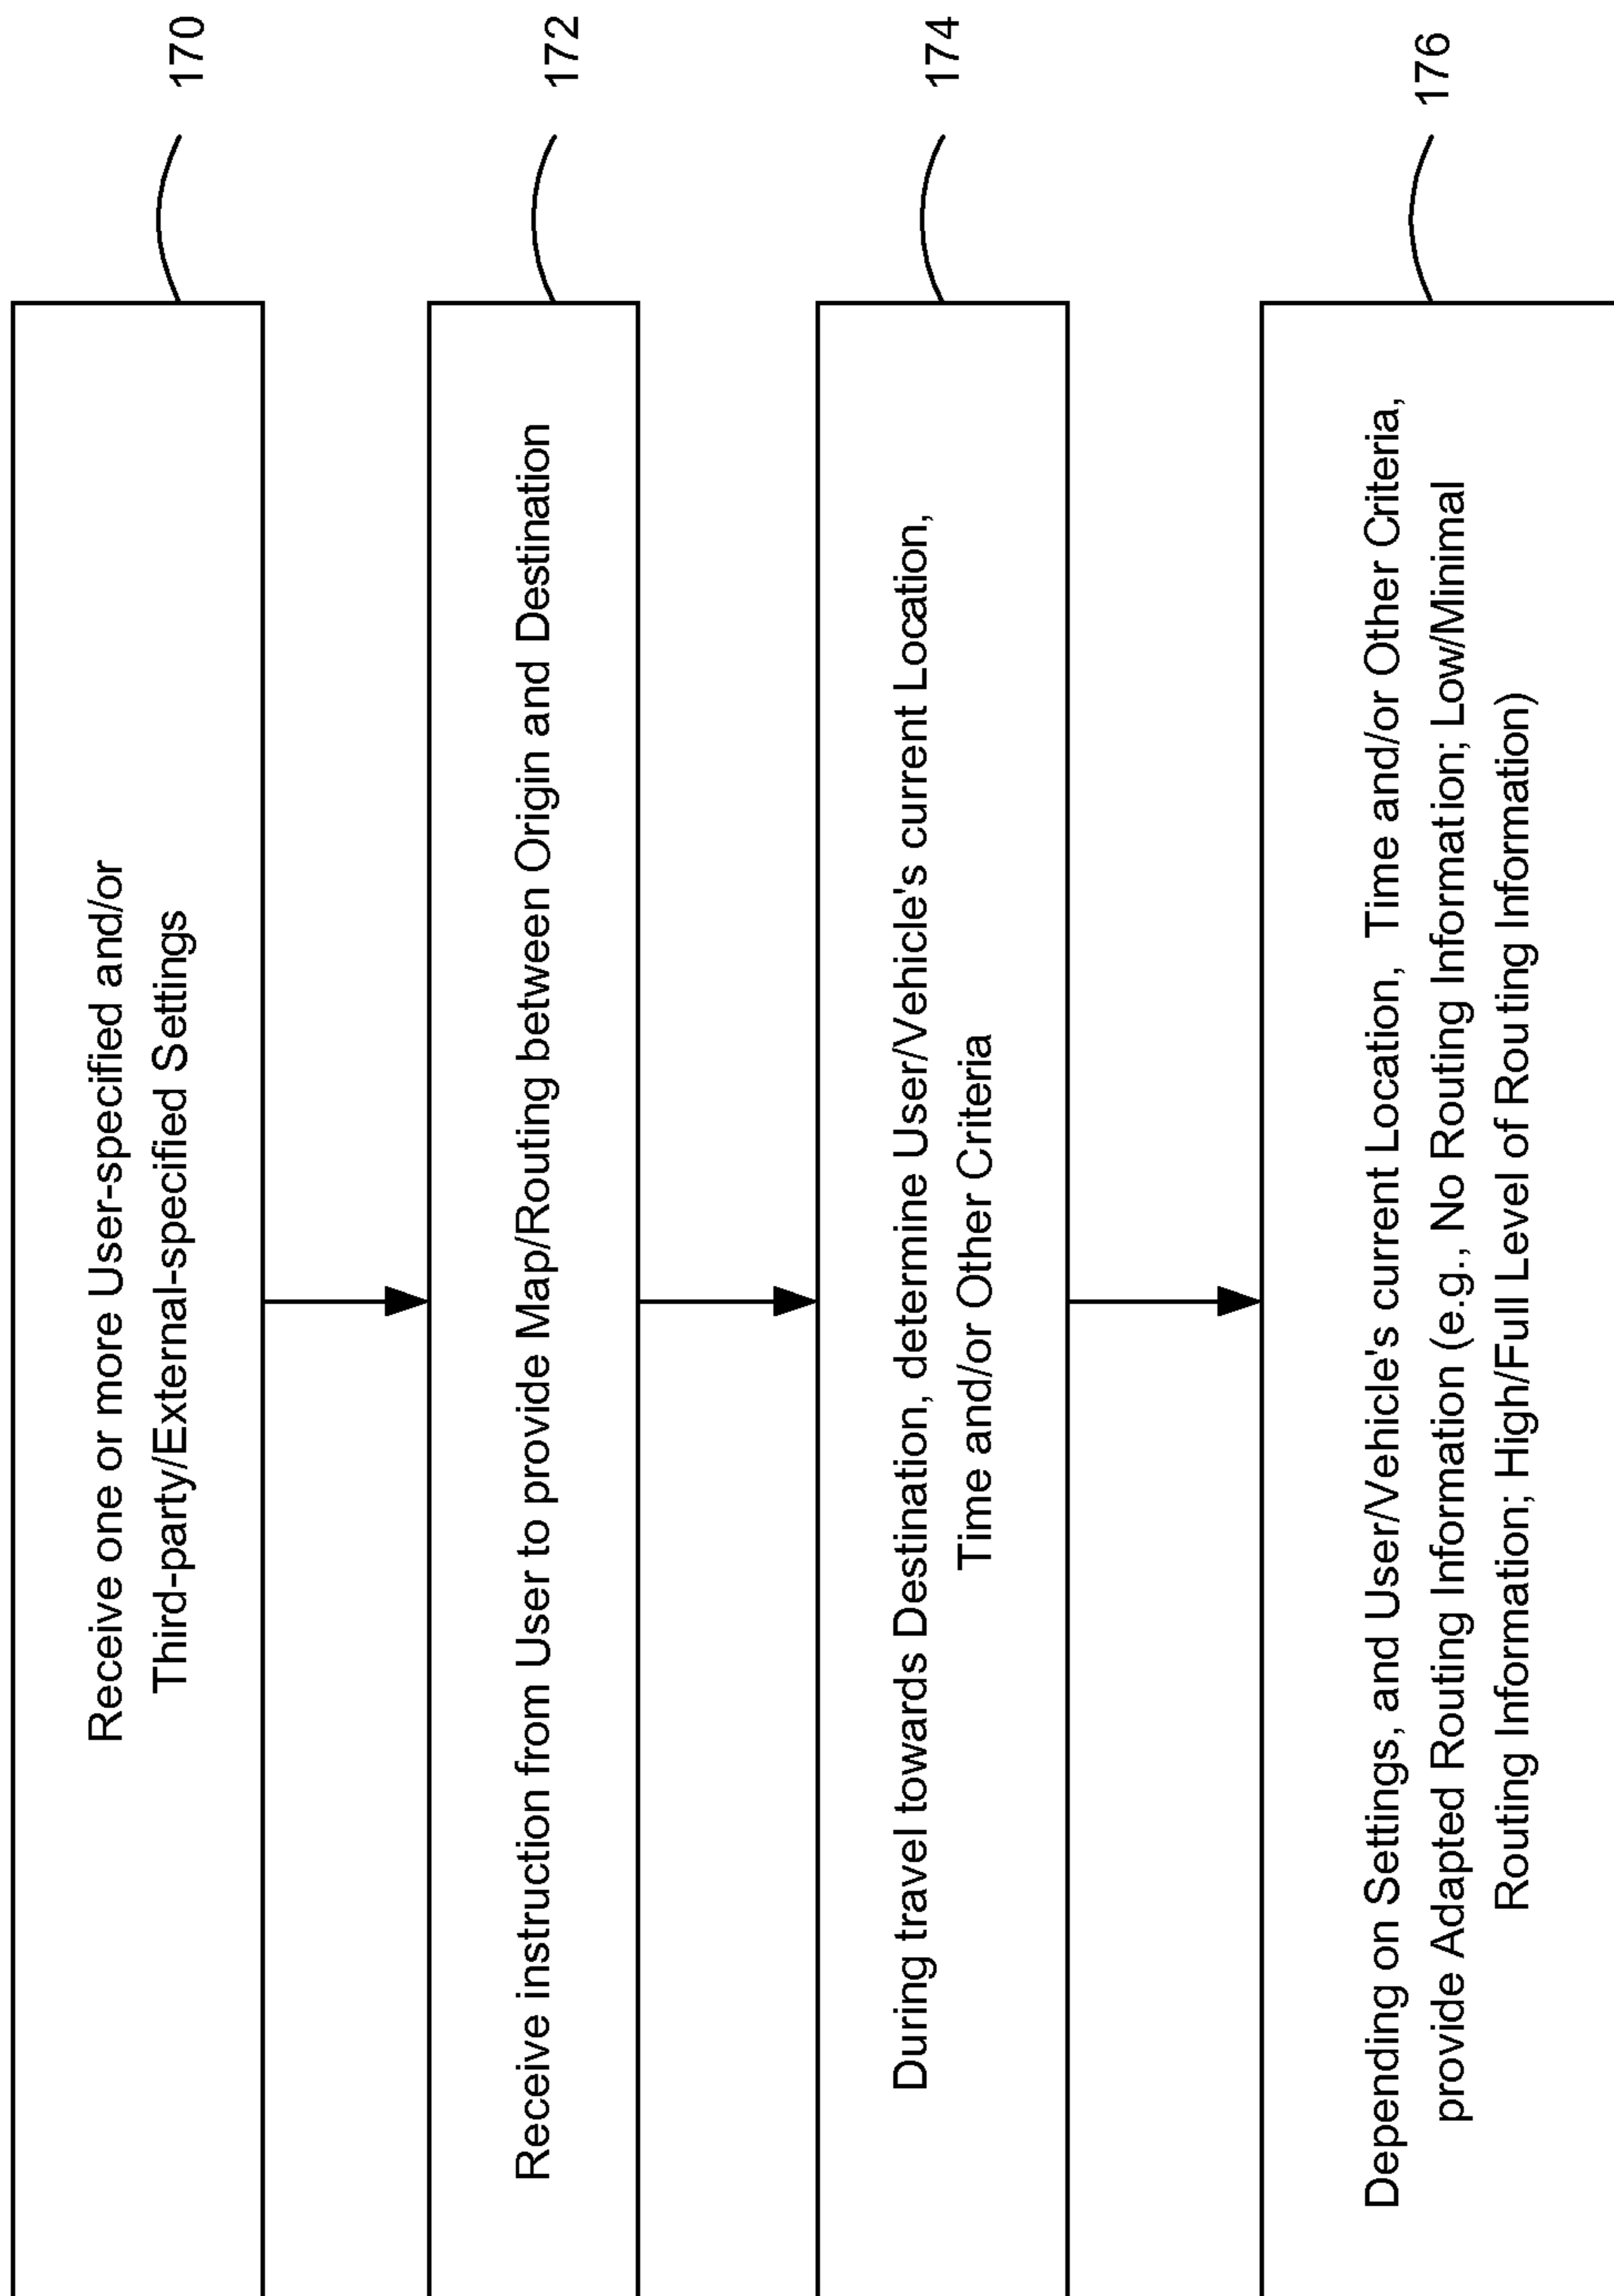 Receive one or more User-specified and/or
Third-party/External-specified Settings
170
Receive instruction from User to provide Map/Routing between Origin and Destination
172
During travel towards Destination, determine User/Vehicle's current Location,
Time and/or Other Criteria
174
Depending on Settings, and User/Vehicle's current Location, Time and/or Other Criteria,
provide Adapted Routing Information (e.g., No Routing Information; Low/Minimal
Routing Information; High/Full Level of Routing Information)
176